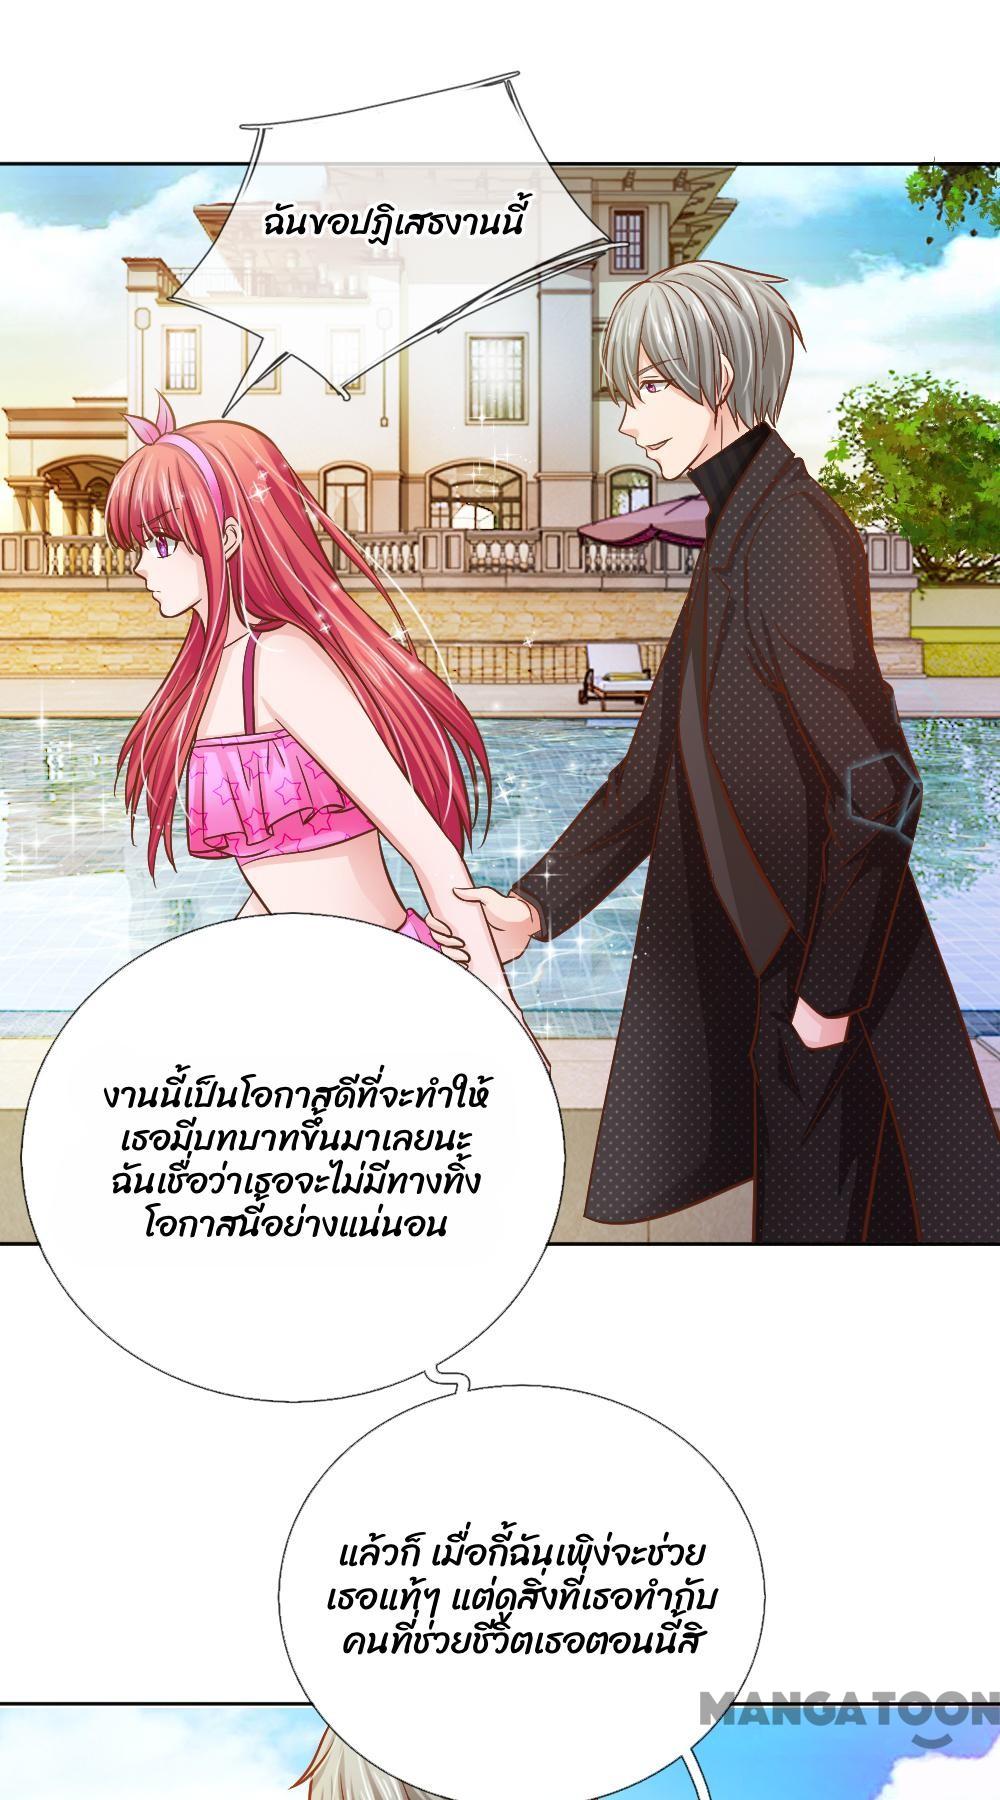 ฉันขอปฏิเสธงานนี้
งานนี้เป็นโอกาสดีที่จะทำให้
เธอมีบทบาทขึ้นมาเลยนะ
ฉันเชื่อว่าเธอจะไม่มีทางทิ้ง
โอกาสนี้อย่างแน่นอน
แล้วก็ เมื่อกี้ฉันเพิ่งจะช่วย
เธอแท้ๆ แต่ดูสิ่งที่เธอทำกับ
คนที่ช่วยชีวิตเธอตอนนี้สิ
MANGATOON